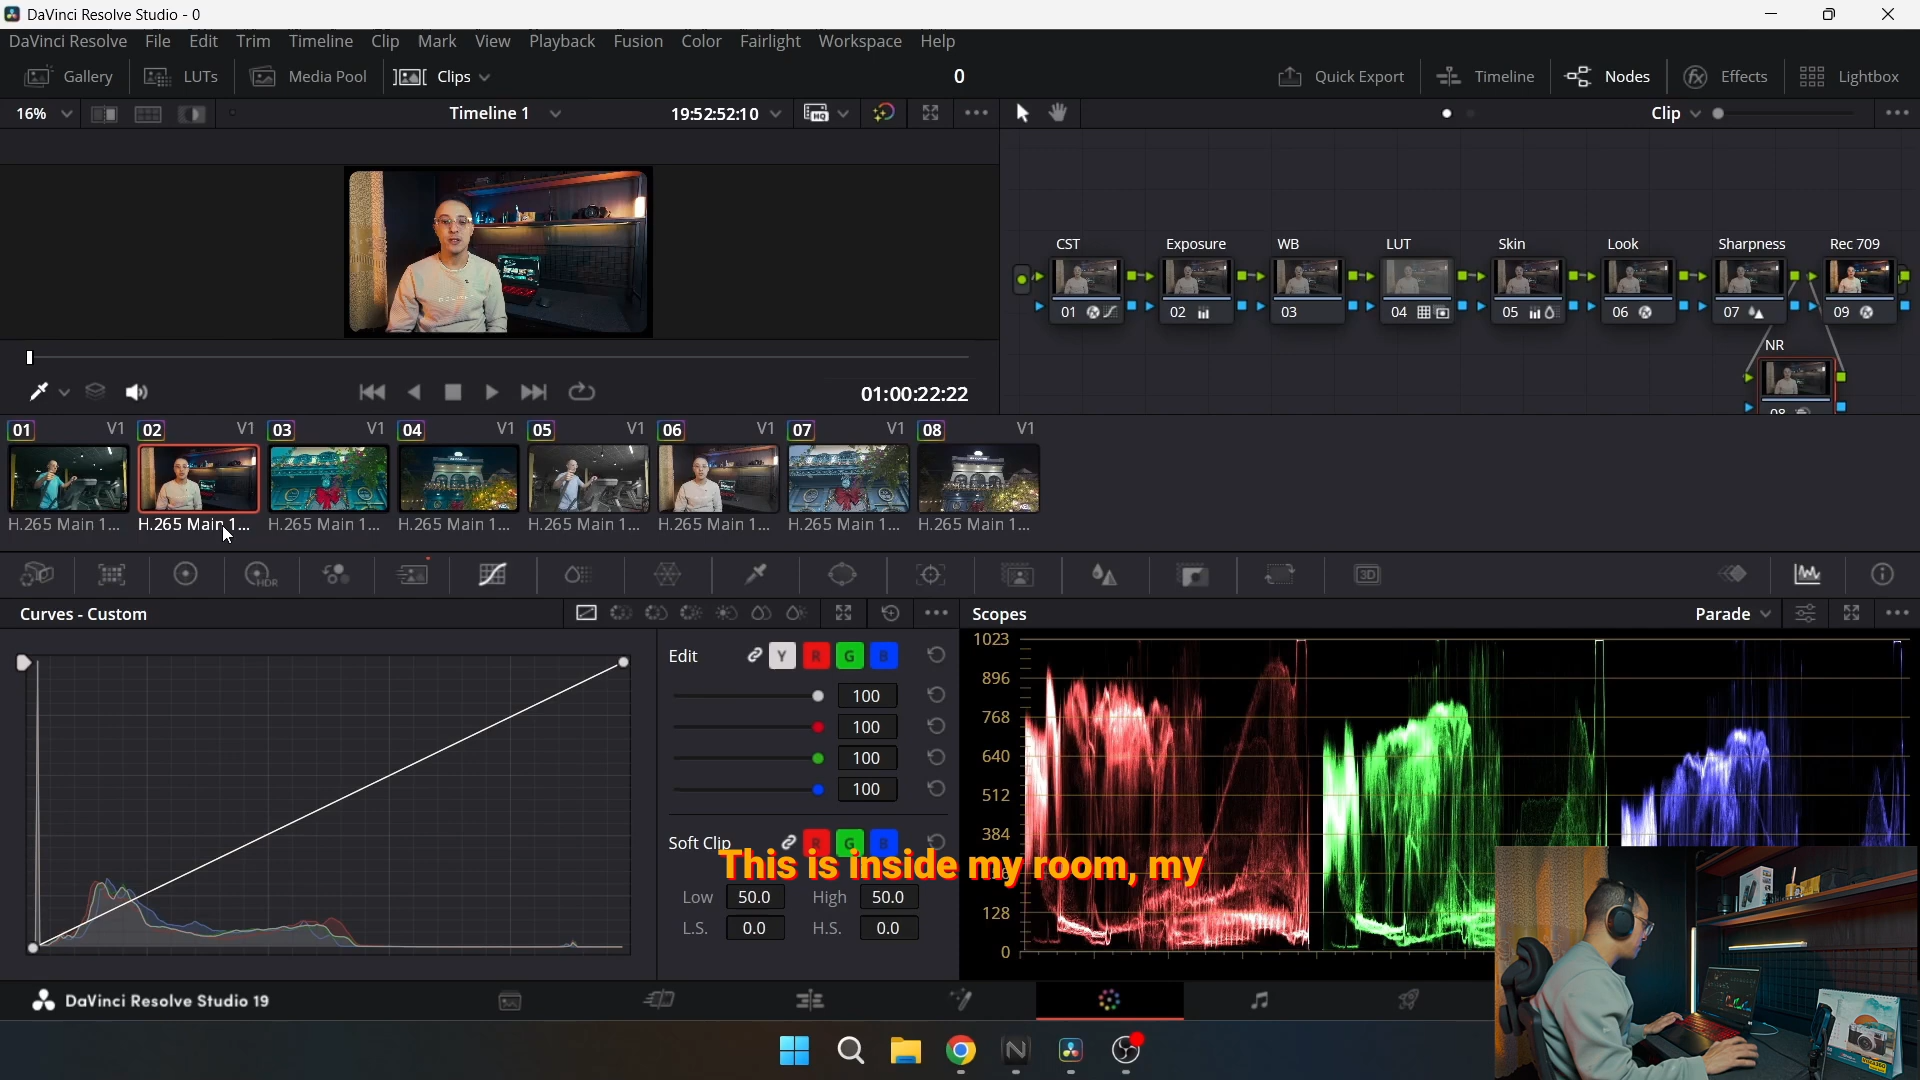 DaVinci Resolve Studio - 0
DaVinci Resolve File Edit Trim Timeline Clip Mark View Playback Fusion Color Fairlight Workspace Help
Gallery LUTs Media Pool Clips 0 Quick Export Timeline Nodes Effects Lightbox
16% Timeline 1 19:52:52:10 HQ Clip
CST Exposure WB LUT Skin Look Sharpness Rec 709
01 02 03 04 05 06 07 09
NR
08
01:00:22:22
01 V1 02 V1 03 V1 04 V1 05 V1 06 V1 07 V1 08 V1
H.265 Main 1... H.265 Main 1... H.265 Main 1... H.265 Main 1... H.265 Main 1... H.265 Main 1... H.265 Main 1... H.265 Main 1...
HDR 3D
Curves - Custom Scopes Parade
Edit Y R G B
100
100
100
100
Soft Clip R G B
Low 50.0 High 50.0
L.S. 0.0 H.S. 0.0
1023
896
768
640
512
384
128
0
This is inside my room, my
DaVinci Resolve Studio 19